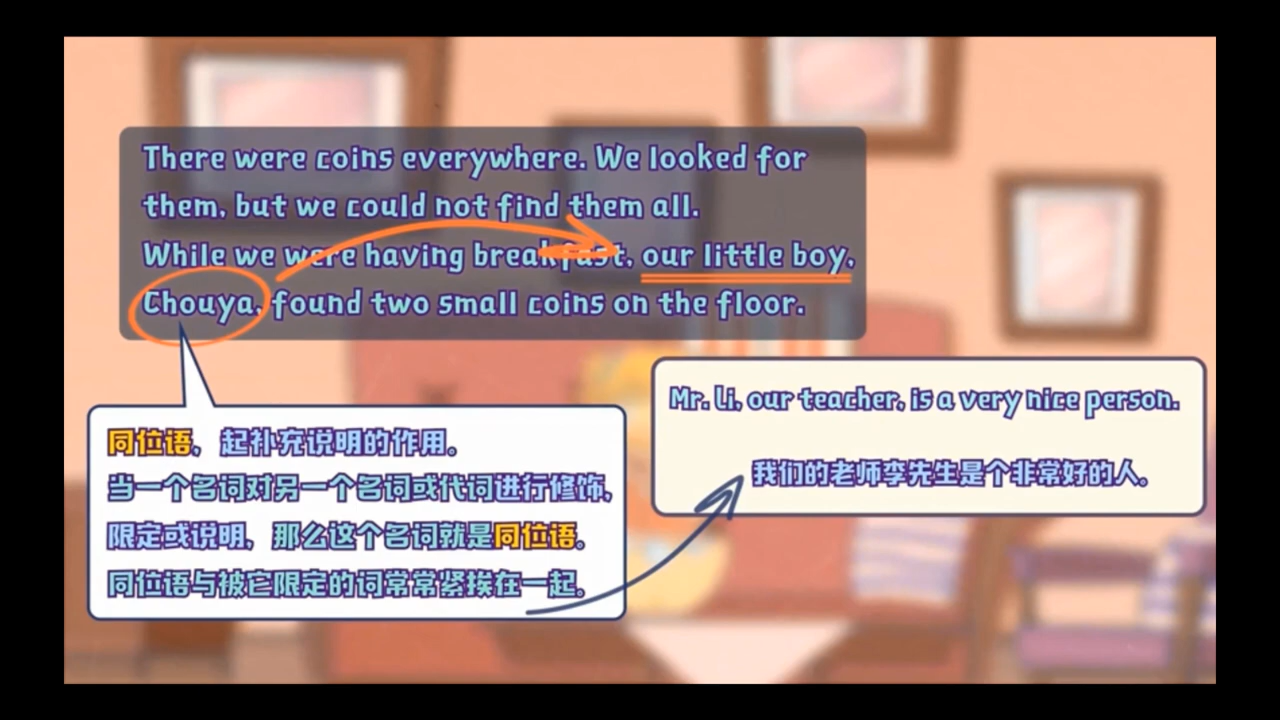 There were coins everywhere. We looked for
them, but we could not find them all.
While we were having breakfast, our little boy,
Chouya, found two small coins on the floor.
同位语，起补充说明的作用。
当一个名词对另一个名词或代词进行修饰，
限定或说明，那么这个名词就是同位语。
同位语与被它限定的词常常紧挨在一起。
Mr. Li, our teacher, is a very nice person.
我们的老师李先生是个非常好的人。